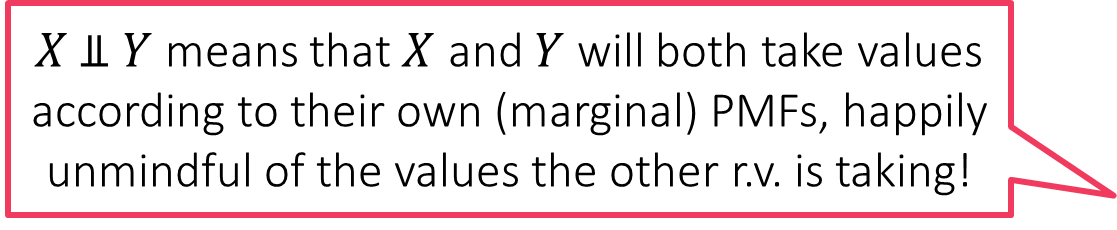 𝑋 ⫫ 𝑌 means that 𝑋 and 𝑌 will both take values
according to their own (marginal) PMFs, happily
unmindful of the values the other r.v. is taking!